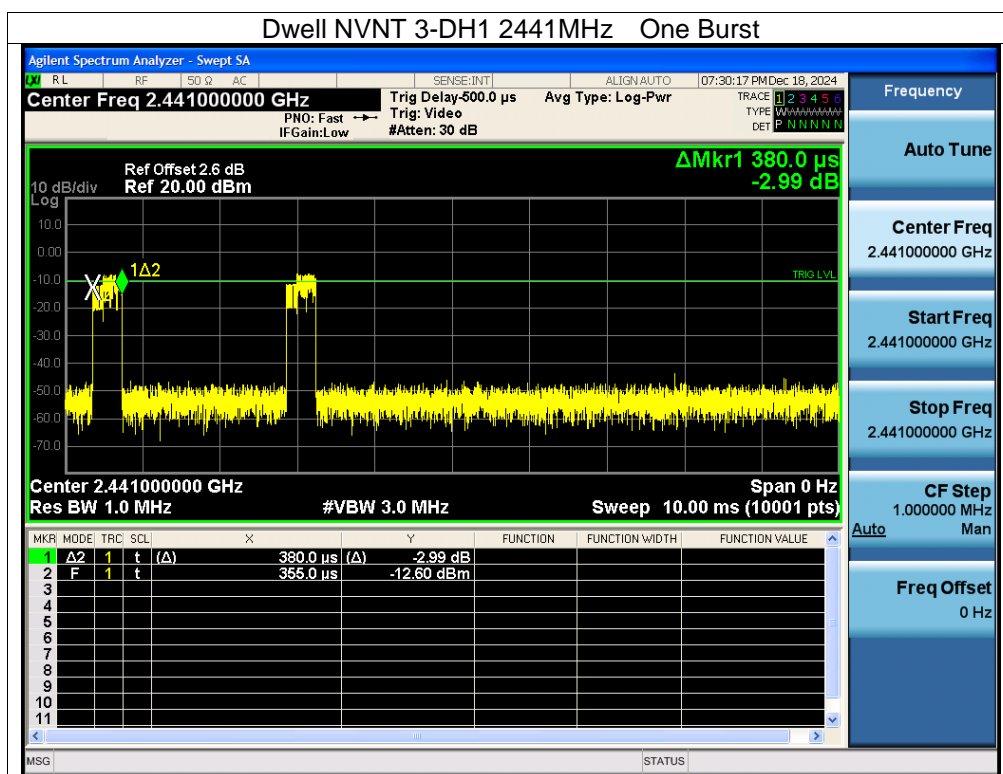 Dwell NVNT 3-DH1 2441MHz One Burst
Agilent Spectrum Analyzer - Swept SA
LXI RL RF 50 Ω AC SENSE:INT ALIGN AUTO 07:30:17 PM Dec 18, 2024
Center Freq 2.441000000 GHz Trig Delay-500.0 µs Avg Type: Log-Pwr TRACE 1 2 3 4 5 6
PNO: Fast Trig: Video TYPE WWWWWW
IFGain:Low #Atten: 30 dB DET P N N N N N
Frequency
Auto Tune
Center Freq
2.441000000 GHz
Start Freq
2.441000000 GHz
Stop Freq
2.441000000 GHz
CF Step
1.000000 MHz
Auto Man
Freq Offset
0 Hz
ΔMkr1 380.0 µs
-2.99 dB
Ref Offset 2.6 dB
10 dB/div Ref 20.00 dBm
Log
10.0
0.00
-10.0
-20.0
-30.0
-40.0
-50.0
-60.0
-70.0
X2
1Δ2
TRIG LVL
Center 2.441000000 GHz Span 0 Hz
Res BW 1.0 MHz #VBW 3.0 MHz Sweep 10.00 ms (10001 pts)
MKR MODE TRC SCL X Y FUNCTION FUNCTION WIDTH FUNCTION VALUE
1 Δ2 1 t (Δ) 380.0 µs (Δ) -2.99 dB
2 F 1 t 355.0 µs -12.60 dBm
3
4
5
6
7
8
9
10
11
MSG STATUS